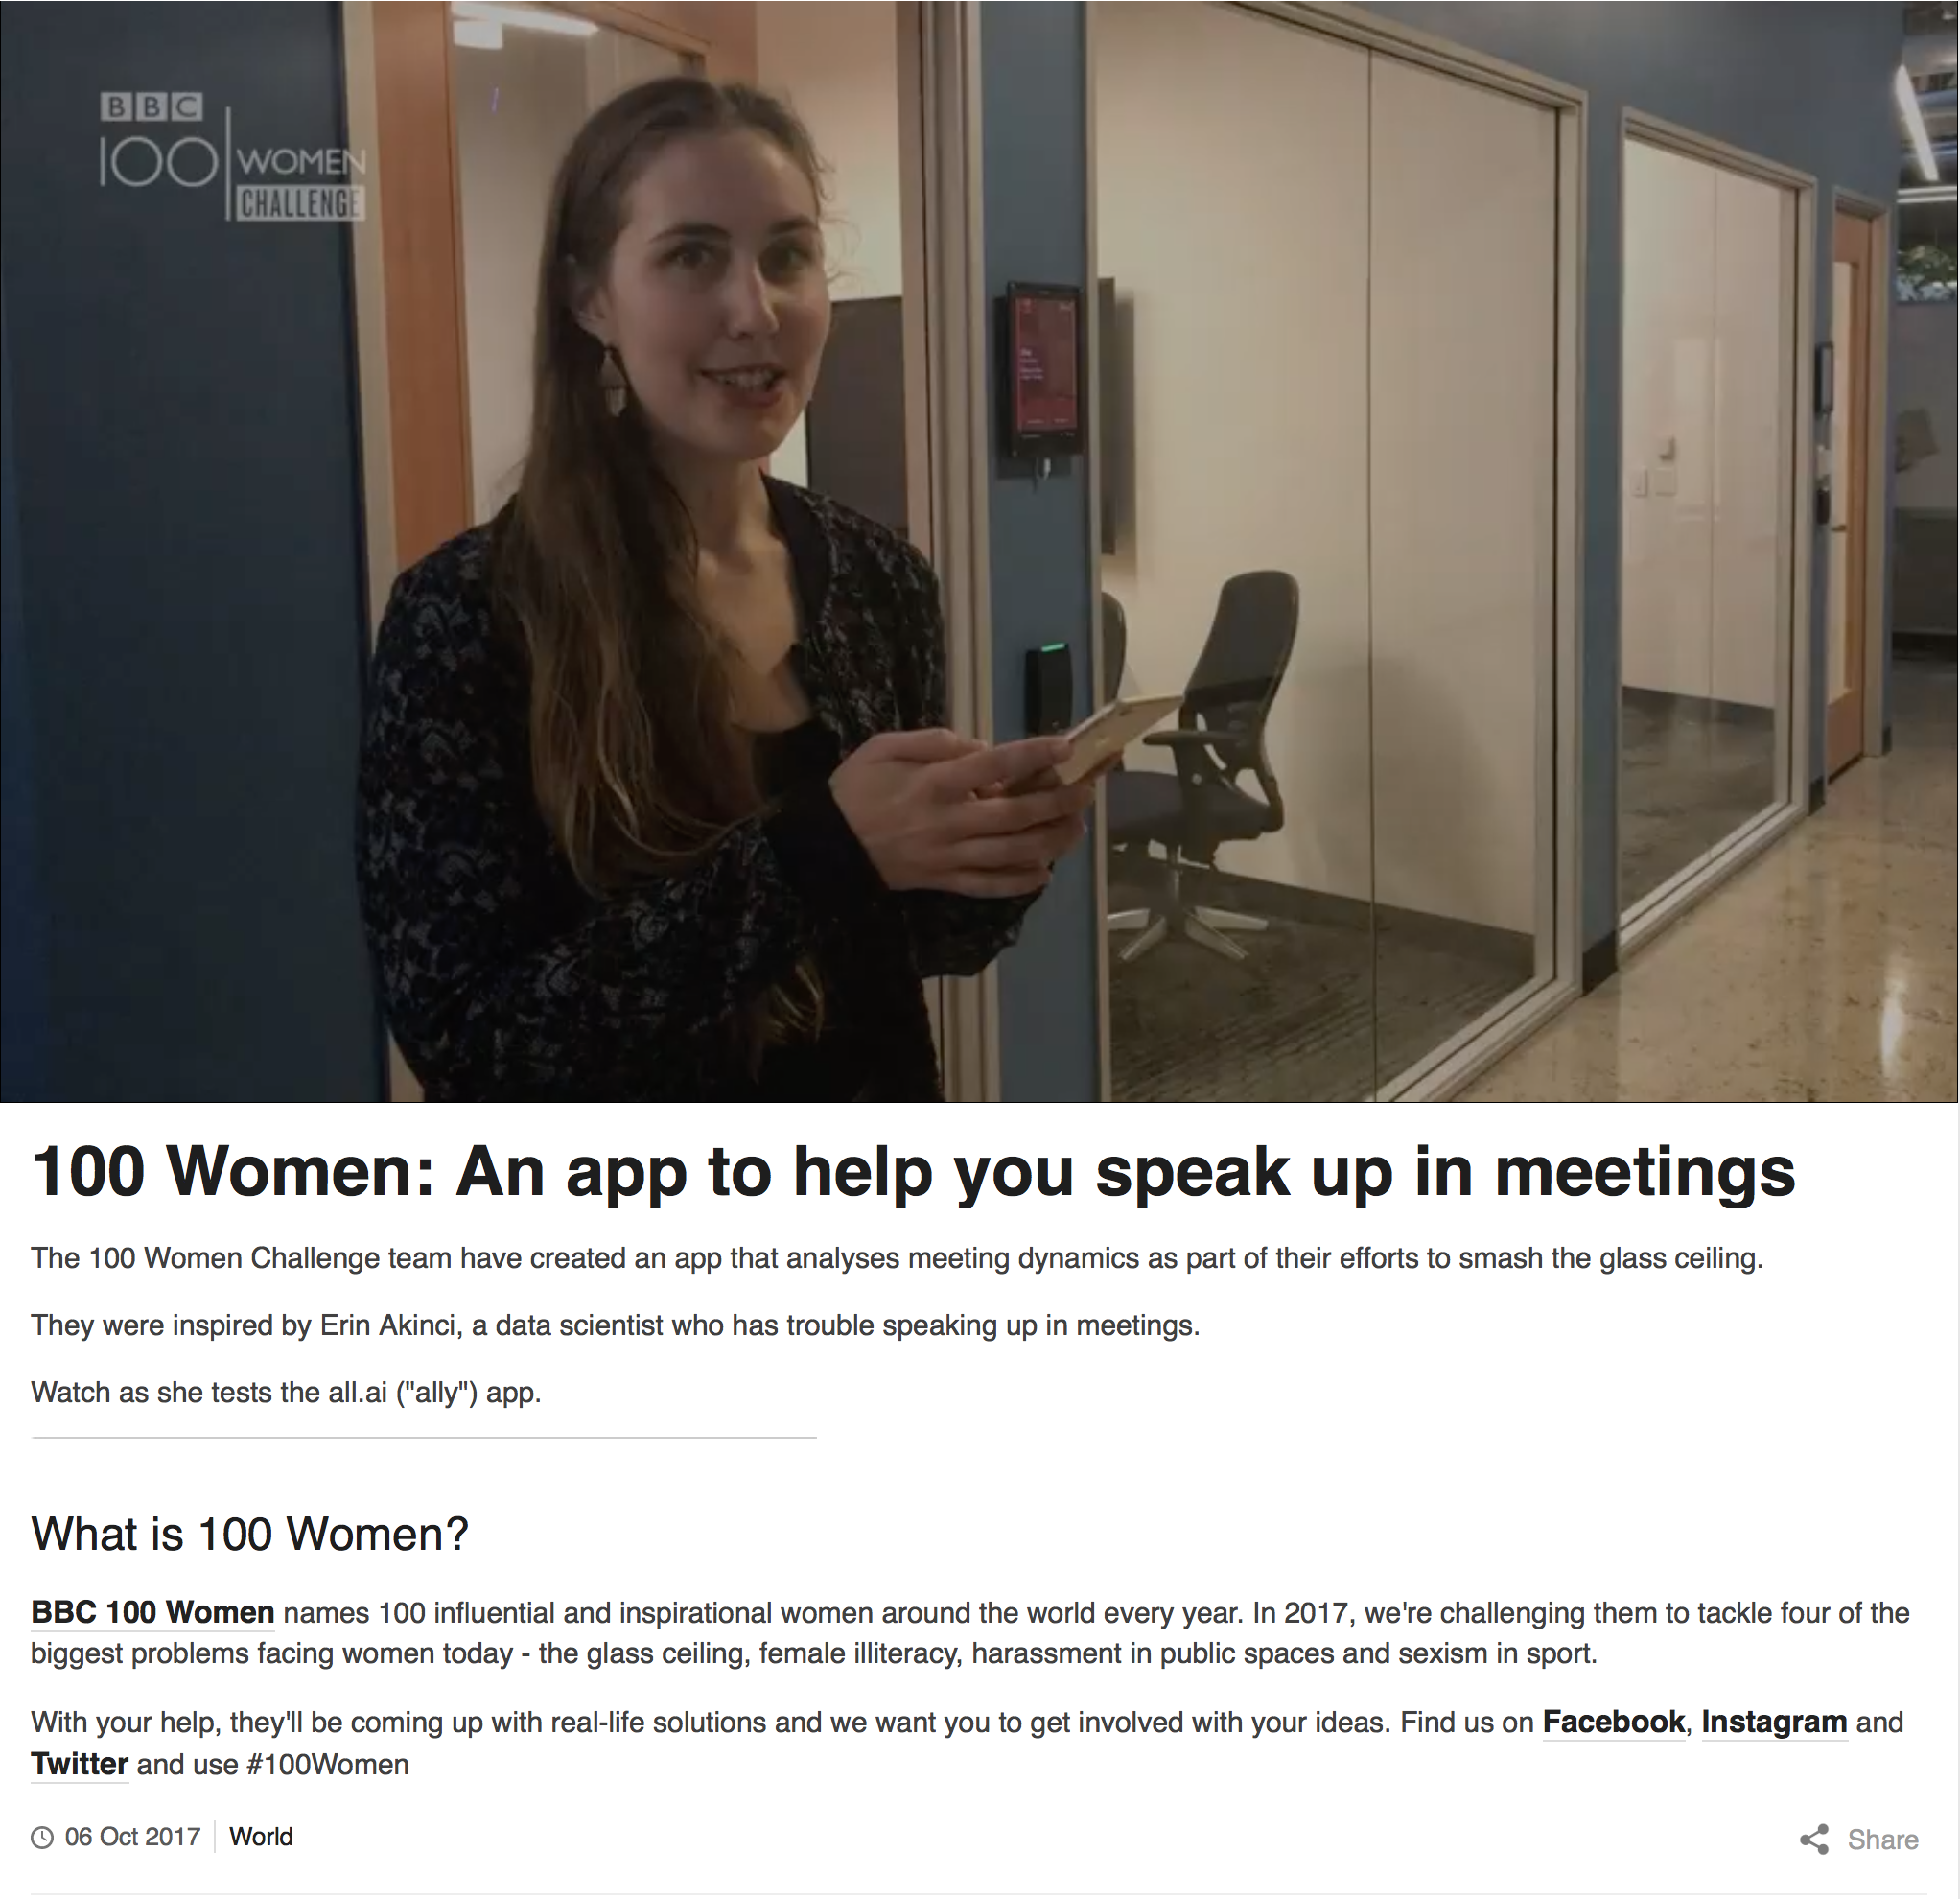 BBC
100 WOMEN
CHALLENGE
100 Women: An app to help you speak up in meetings
The 100 Women Challenge team have created an app that analyses meeting dynamics as part of their efforts to smash the glass ceiling.
They were inspired by Erin Akinci, a data scientist who has trouble speaking up in meetings.
Watch as she tests the all.ai ("ally") app.
What is 100 Women?
BBC 100 Women names 100 influential and inspirational women around the world every year. In 2017, we're challenging them to tackle four of the
biggest problems facing women today - the glass ceiling, female illiteracy, harassment in public spaces and sexism in sport.
With your help, they'll be coming up with real-life solutions and we want you to get involved with your ideas. Find us on Facebook, Instagram and
Twitter and use #100Women
06 Oct 2017 World
Share